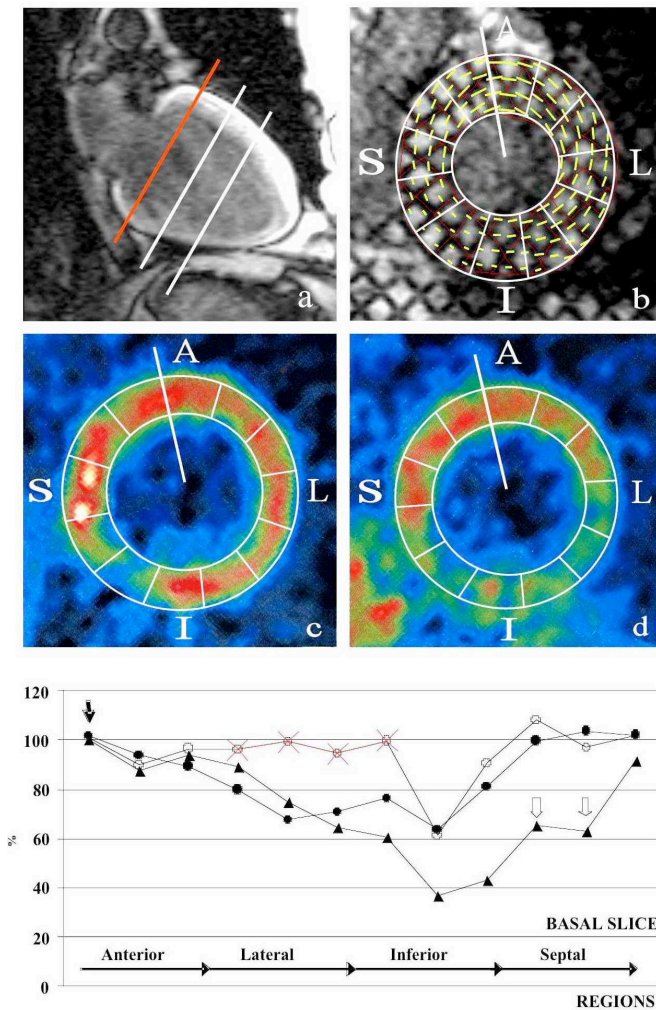 a
A
S
L
I
b
A
S
L
I
c
A
S
L
I
d
120
100
80
%
60
40
20
0
BASAL SLICE
Anterior
Lateral
Inferior
Septal
REGIONS